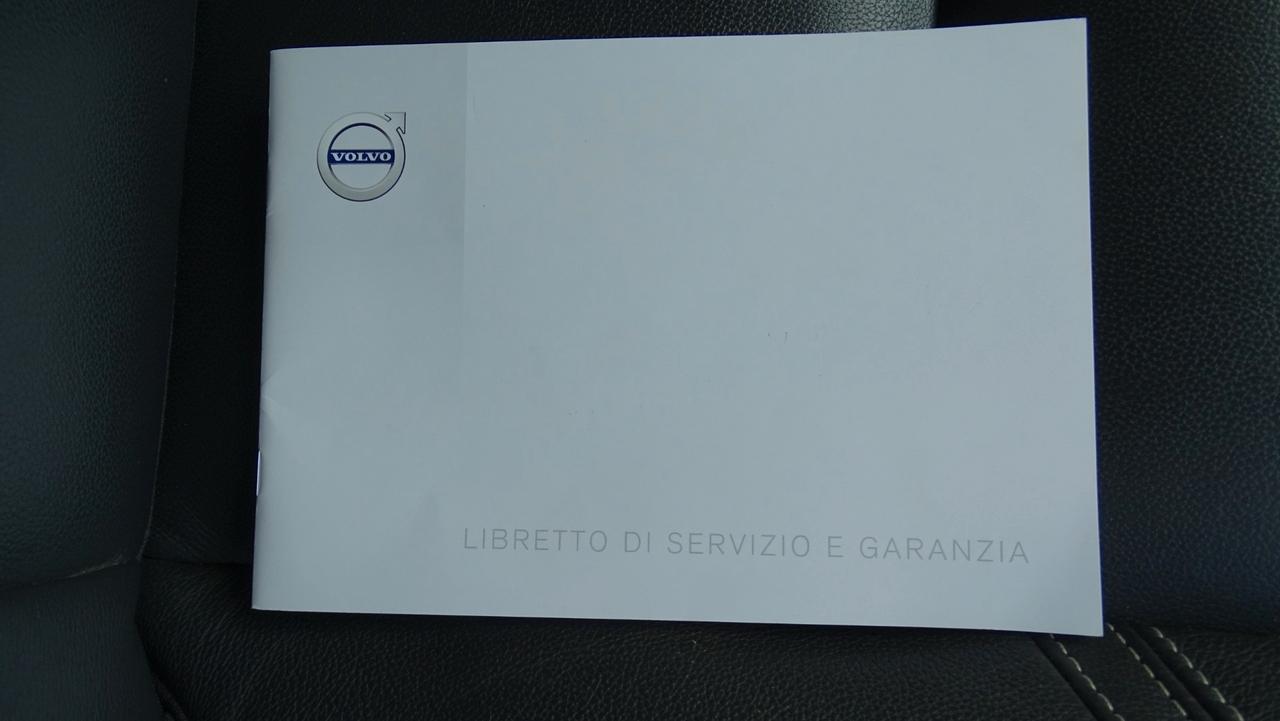 VOLVO
LIBRETTO DI SERVIZIO E GARANZIA